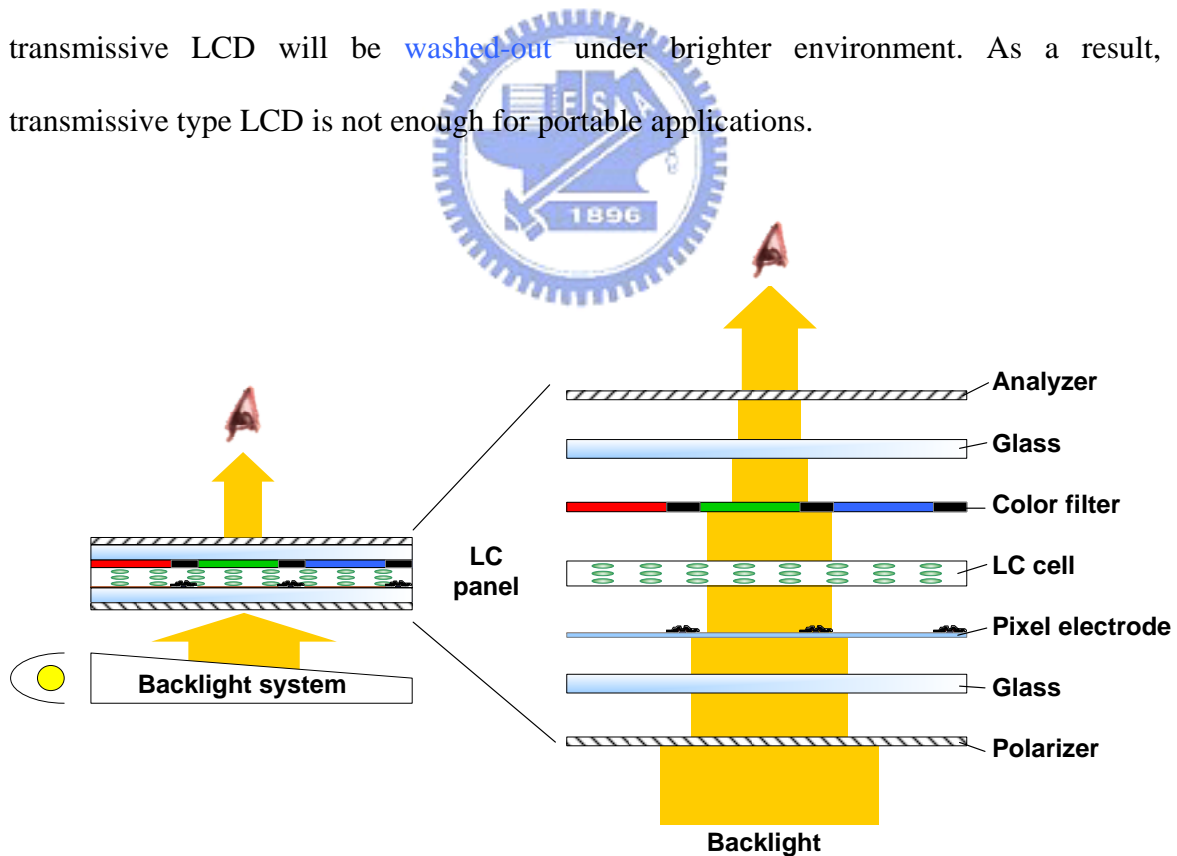 transmissive LCD will be washed-out under brighter environment. As a result,
transmissive type LCD is not enough for portable applications.
E S A
1896
Analyzer
Glass
Color filter
LC cell
Pixel electrode
Glass
Polarizer
LC
panel
Backlight system
Backlight